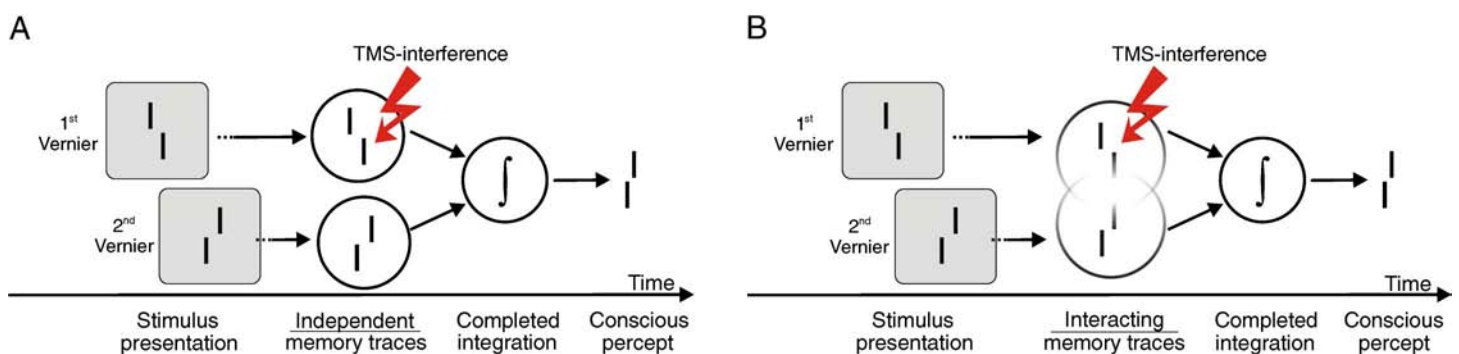 A
TMS-interference
1st
Vernier
2nd
Vernier
∫
Time
Stimulus
presentation
Independent
memory traces
Completed
integration
Conscious
percept
B
TMS-interference
1st
Vernier
2nd
Vernier
∫
Time
Stimulus
presentation
Interacting
memory traces
Completed
integration
Conscious
percept